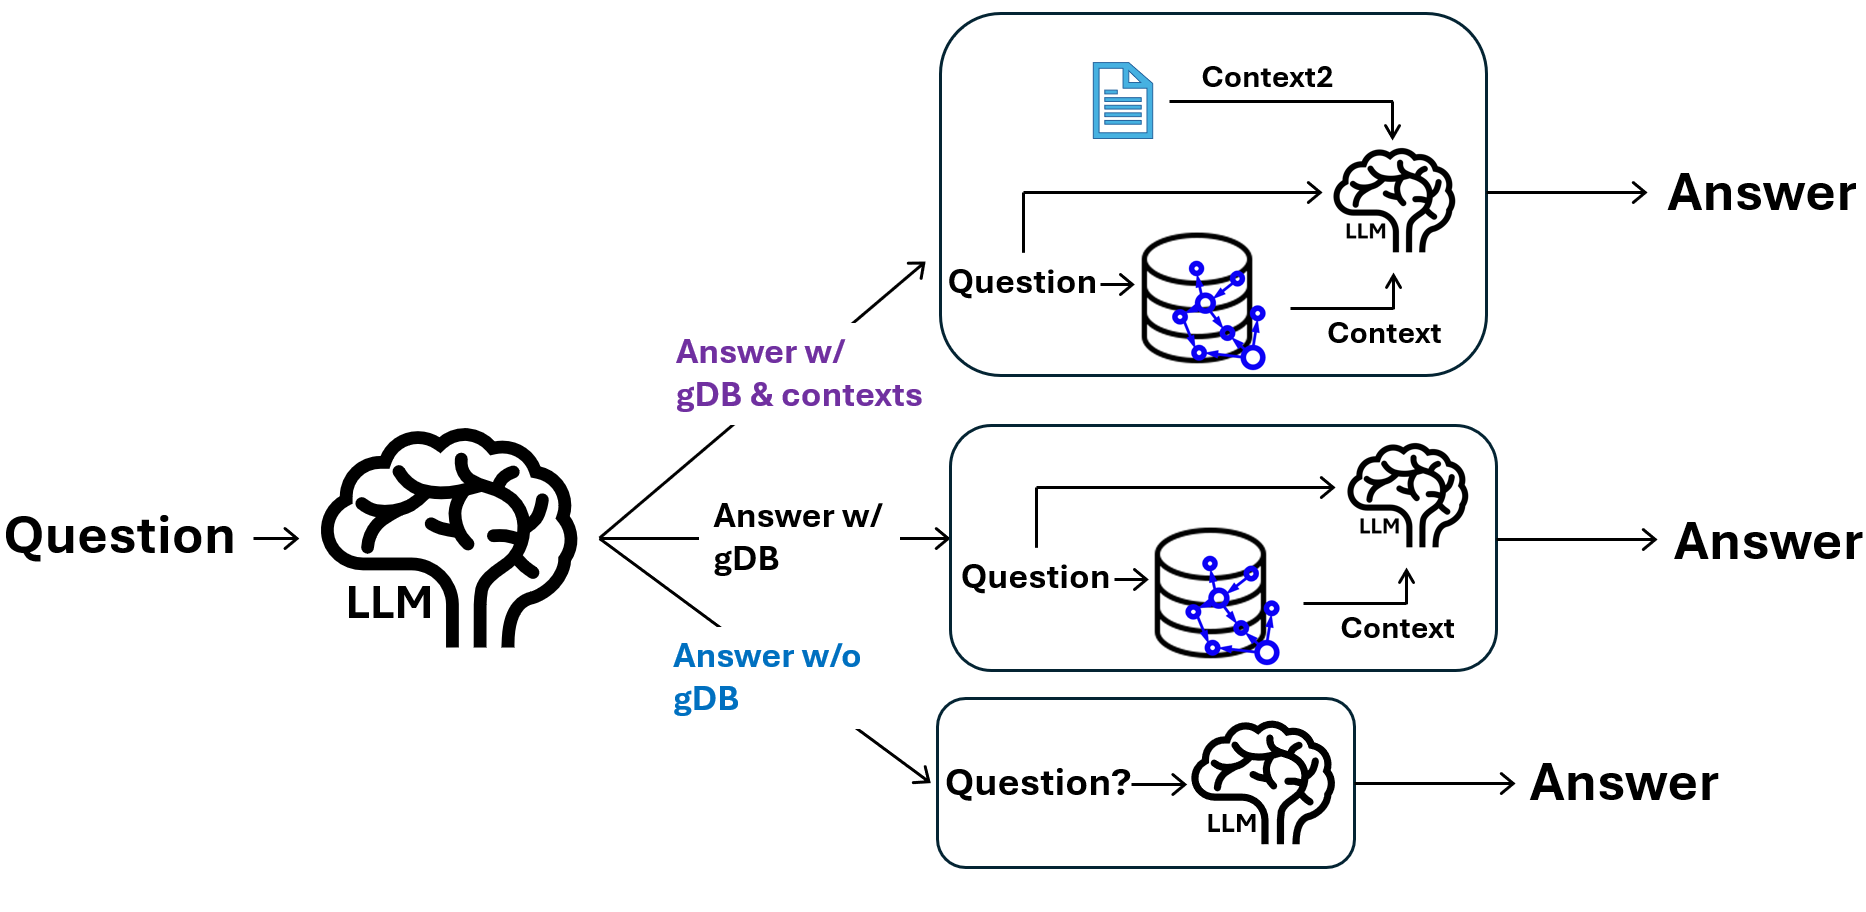 Question
LLM
Answer w/
gDB & contexts
Context2
LLM
Question
Context
Answer
Answer w/
gDB
LLM
Question
Context
Answer
Answer w/o
gDB
Question?
LLM
Answer